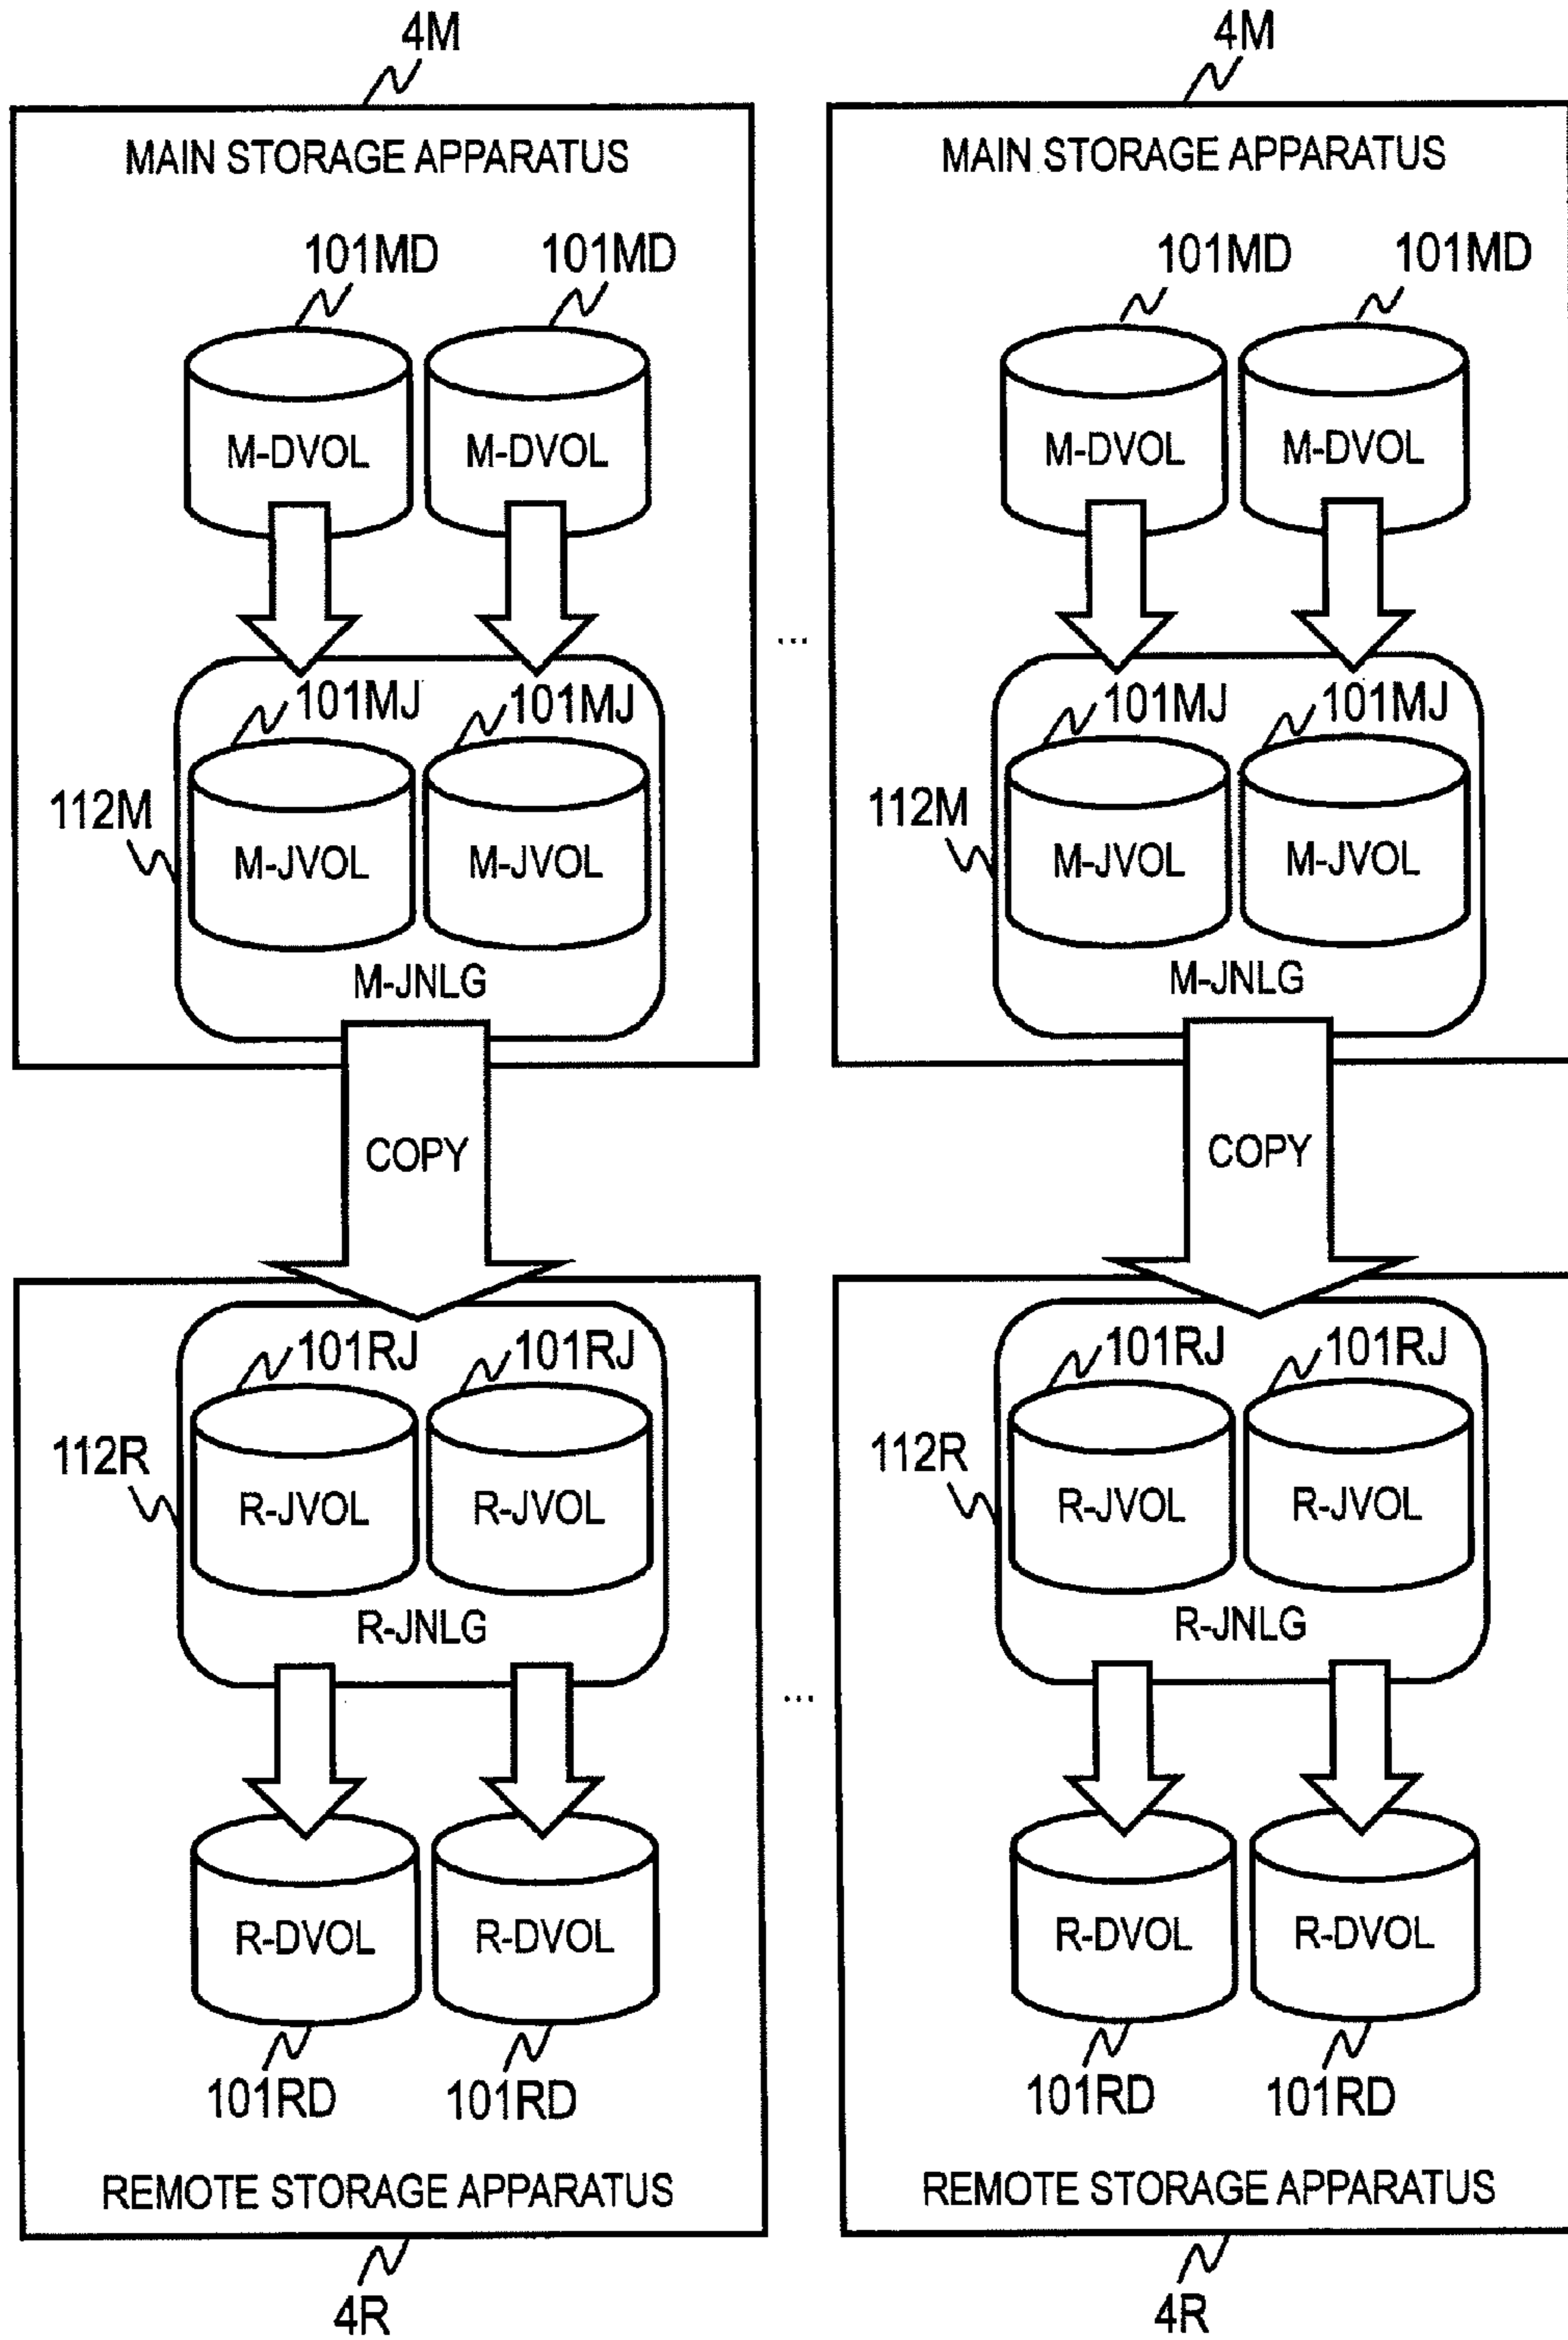 4M 4M
MAIN STORAGE APPARATUS MAIN STORAGE APPARATUS
101MD 101MD 101MD 101MD
M-DVOL M-DVOL M-DVOL M-DVOL
...
101MJ 101MJ 101MJ 101MJ
112M 112M
M-JVOL M-JVOL M-JVOL M-JVOL
M-JNLG M-JNLG
COPY COPY
101RJ 101RJ 101RJ 101RJ
112R 112R
R-JVOL R-JVOL R-JVOL R-JVOL
R-JNLG R-JNLG
...
R-DVOL R-DVOL R-DVOL R-DVOL
101RD 101RD 101RD 101RD
REMOTE STORAGE APPARATUS REMOTE STORAGE APPARATUS
4R 4R